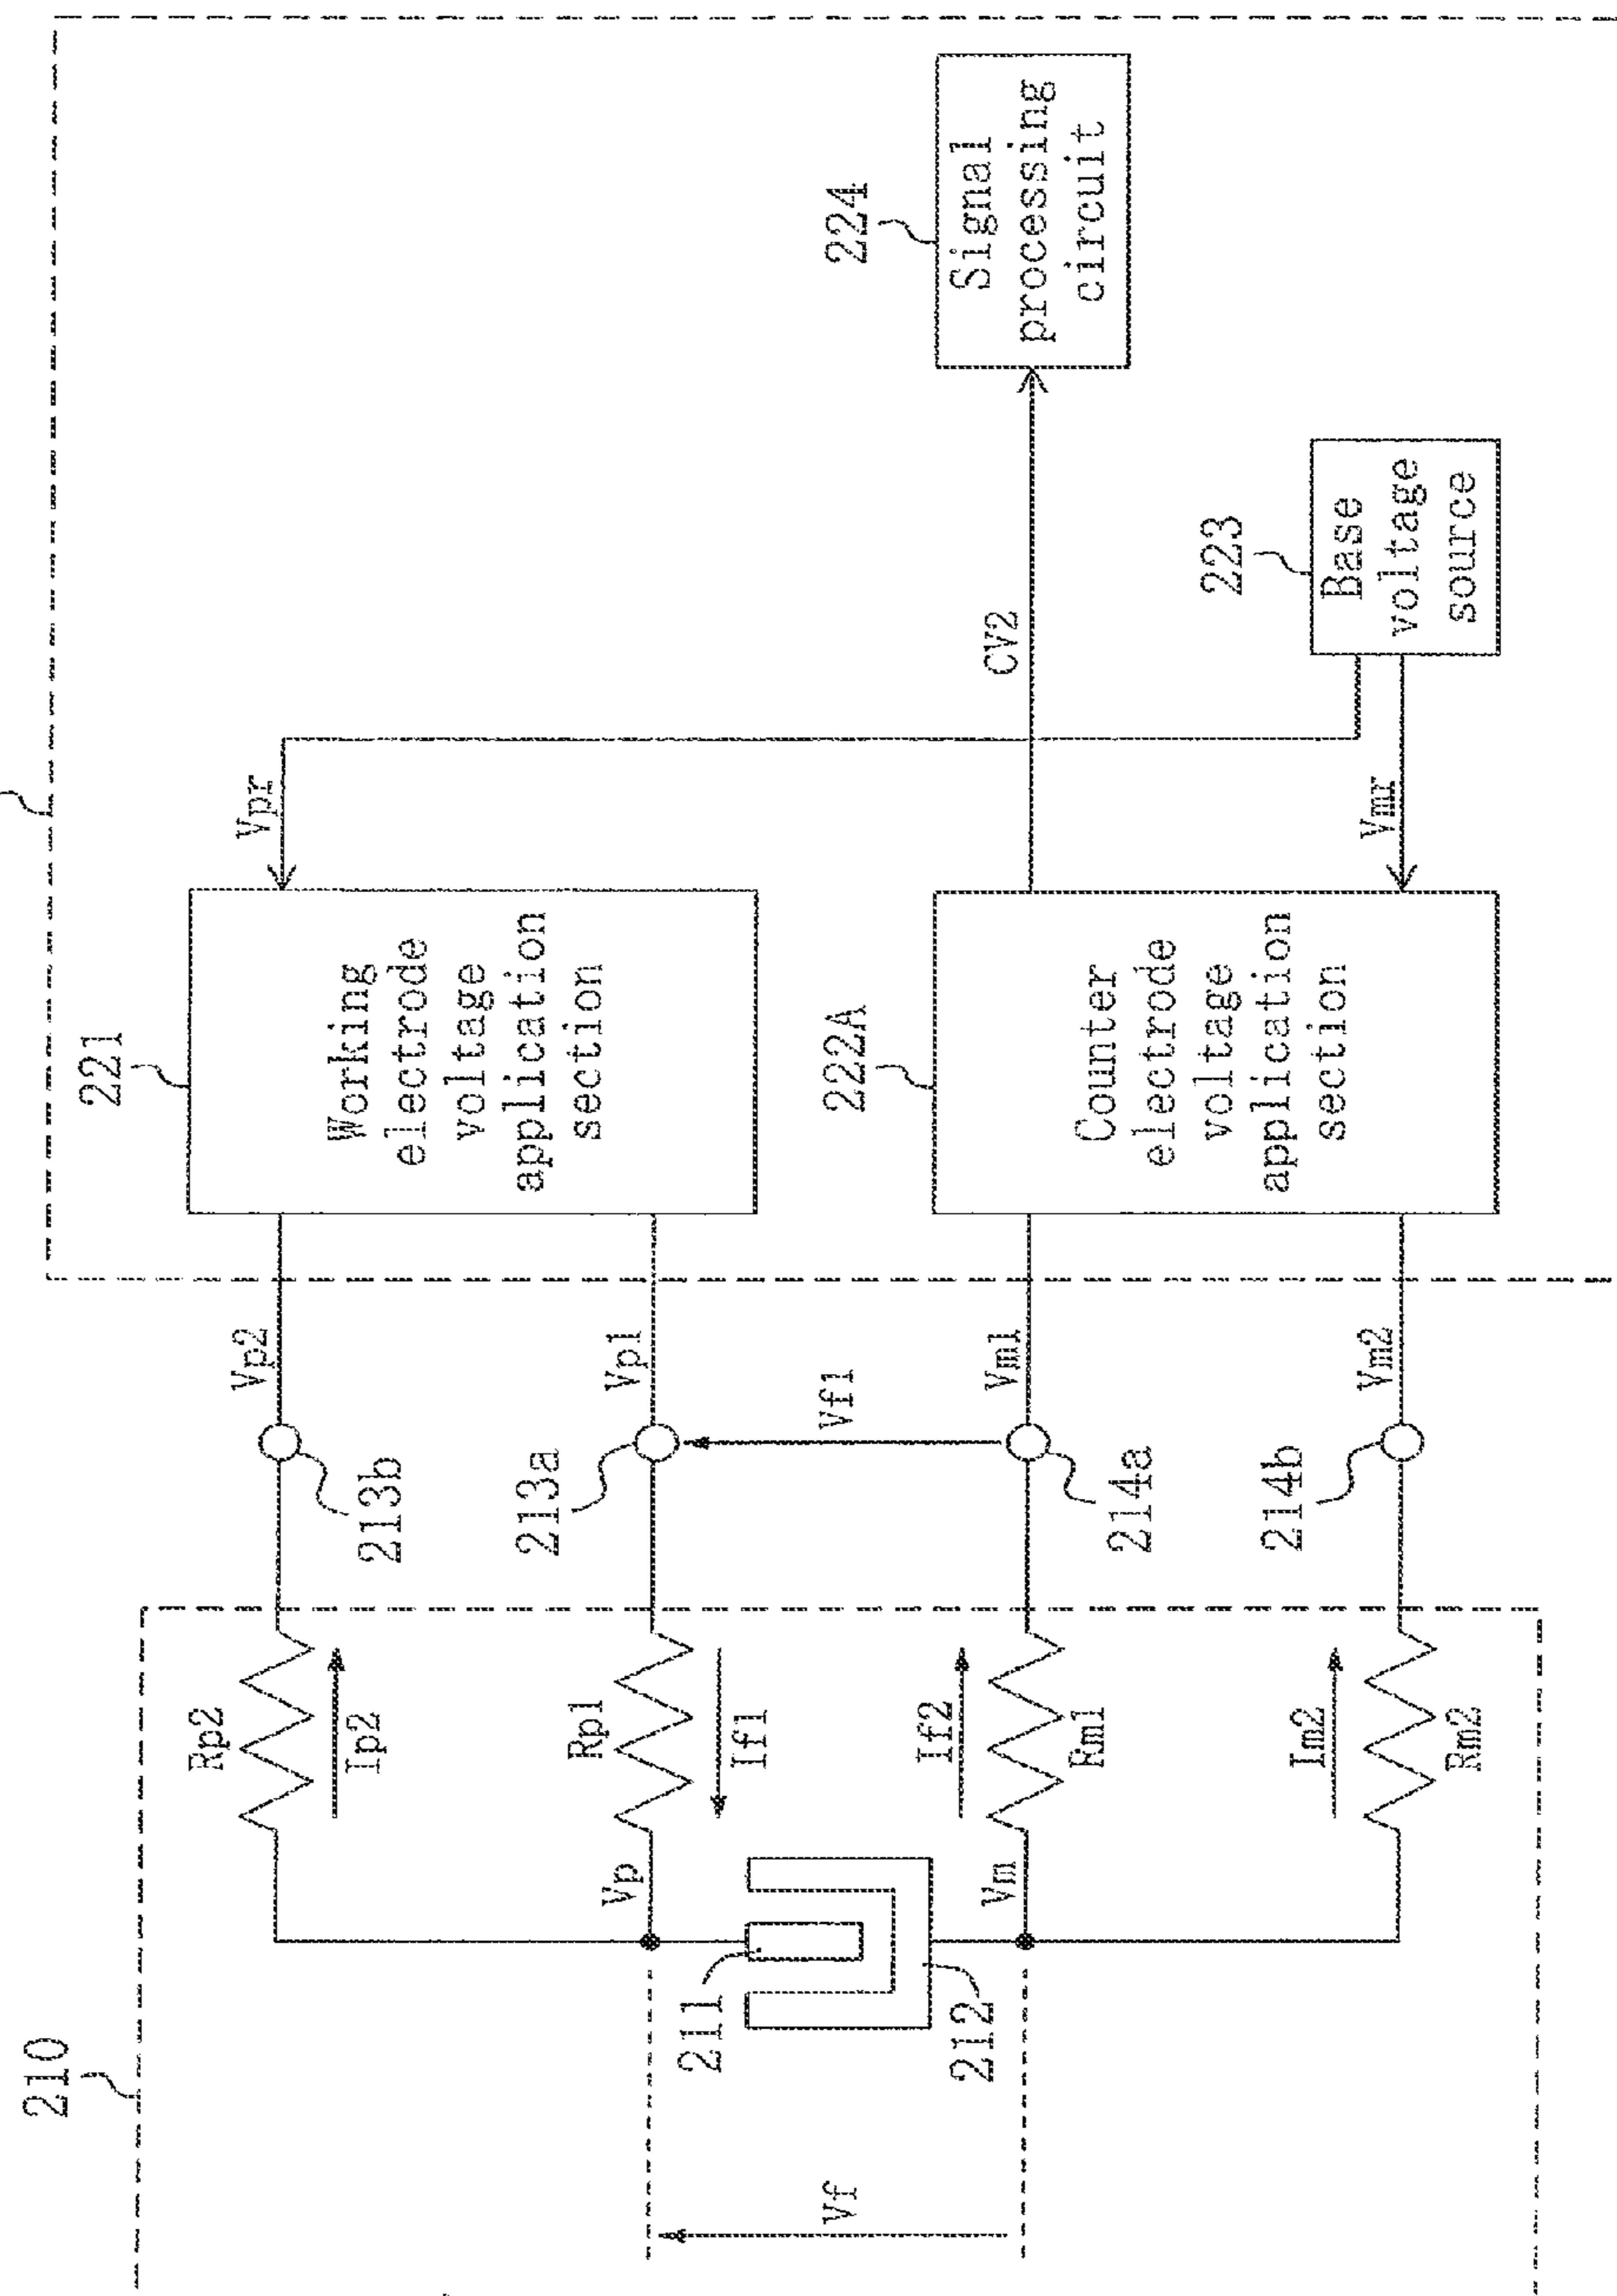 210
Rp2
Ip2
Rp1
If1
If2
Rm1
Im2
Rm2
Vp
Vm
211
212
Vf
213b
213a
214a
214b
Vp2
Vp1
Vf1
Vm1
Vm2
221
Working
electrode
voltage
application
section
222A
Counter
electrode
voltage
application
section
Vpr
CV2
Vmr
223
Base
voltage
source
224
Signal
processing
circuit